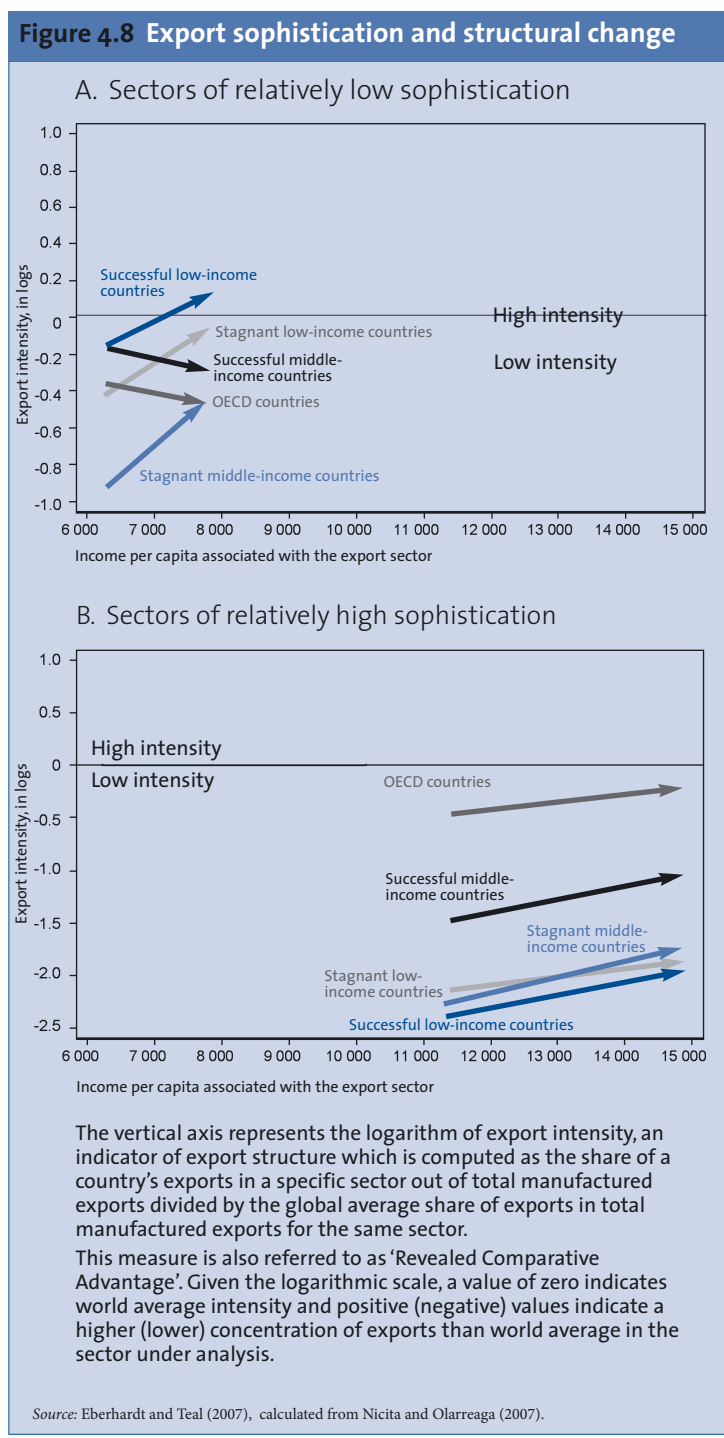 Figure 4.8 Export sophistication and structural change
A. Sectors of relatively low sophistication
Export intensity, in logs
1.0
0.8
0.6
0.4
0.2
0
-0.2
-0.4
-0.6
-0.8
-1.0
Successful low-income
countries
Stagnant low-income countries
Successful middle-
income countries
OECD countries
Stagnant middle-income countries
High intensity
Low intensity
6 000 7 000 8 000 9 000 10 000 11 000 12 000 13 000 14 000 15 000
Income per capita associated with the export sector
B. Sectors of relatively high sophistication
Export intensity, in logs
1.0
0.5
0
-0.5
-1.0
-1.5
-2.0
-2.5
High intensity
Low intensity
OECD countries
Successful middle-
income countries
Stagnant middle-
income countries
Stagnant low-
income countries
Successful low-income countries
6 000 7 000 8 000 9 000 10 000 11 000 12 000 13 000 14 000 15 000
Income per capita associated with the export sector
The vertical axis represents the logarithm of export intensity, an
indicator of export structure which is computed as the share of a
country's exports in a specific sector out of total manufactured
exports divided by the global average share of exports in total
manufactured exports for the same sector.
This measure is also referred to as 'Revealed Comparative
Advantage'. Given the logarithmic scale, a value of zero indicates
world average intensity and positive (negative) values indicate a
higher (lower) concentration of exports than world average in the
sector under analysis.
Source: Eberhardt and Teal (2007), calculated from Nicita and Olarreaga (2007).